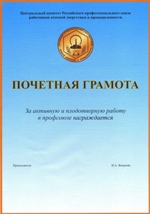 Центральный комитет Российского профессионального союза
работников атомной энергетики и промышленности
ПОЧЕТНАЯ ГРАМОТА
За активную и плодотворную работу
в профсоюзе награждается
Председатель